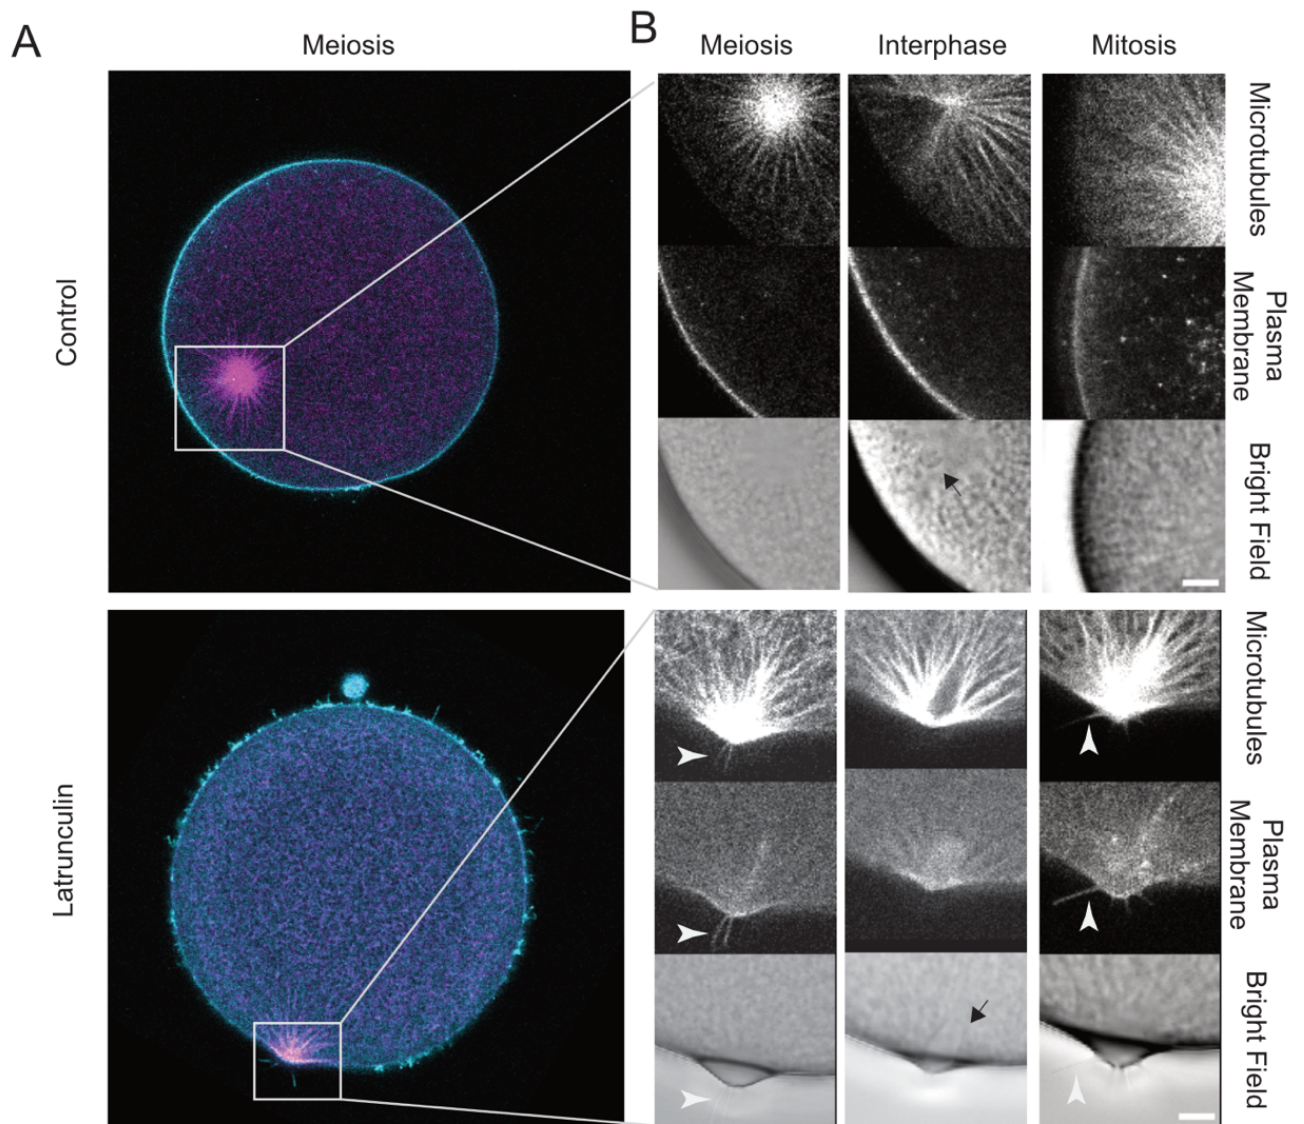 A
B
Meiosis
Meiosis
Interphase
Mitosis
Control
Microtubules
Plasma
Membrane
Bright Field
Latrunculin
Microtubules
Plasma
Membrane
Bright Field